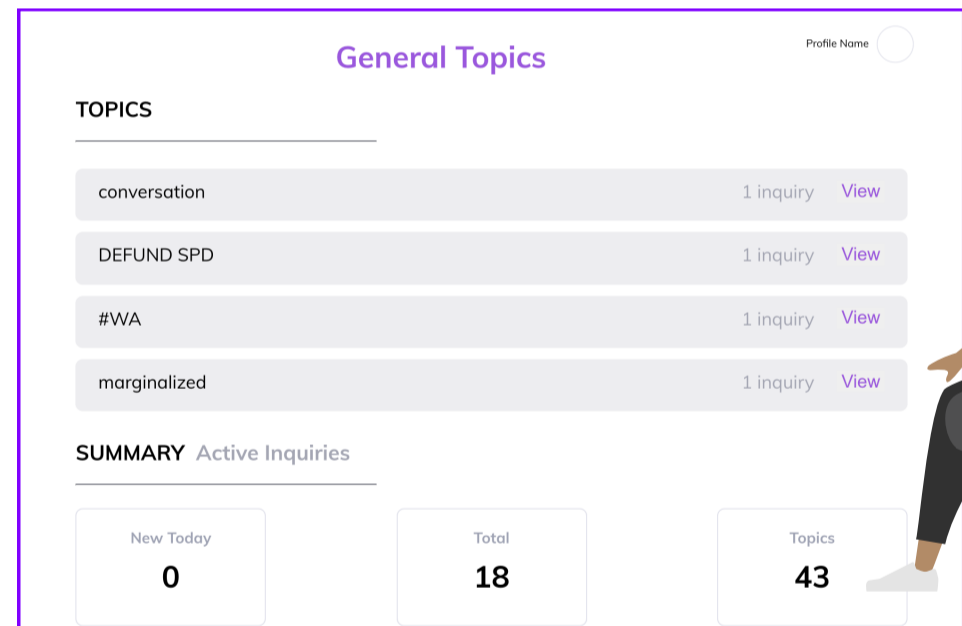 Profile Name
General Topics
TOPICS
conversation 1 inquiry View
DEFUND SPD 1 inquiry View
#WA 1 inquiry View
marginalized 1 inquiry View
SUMMARY Active Inquiries
New Today Total Topics
0 18 43